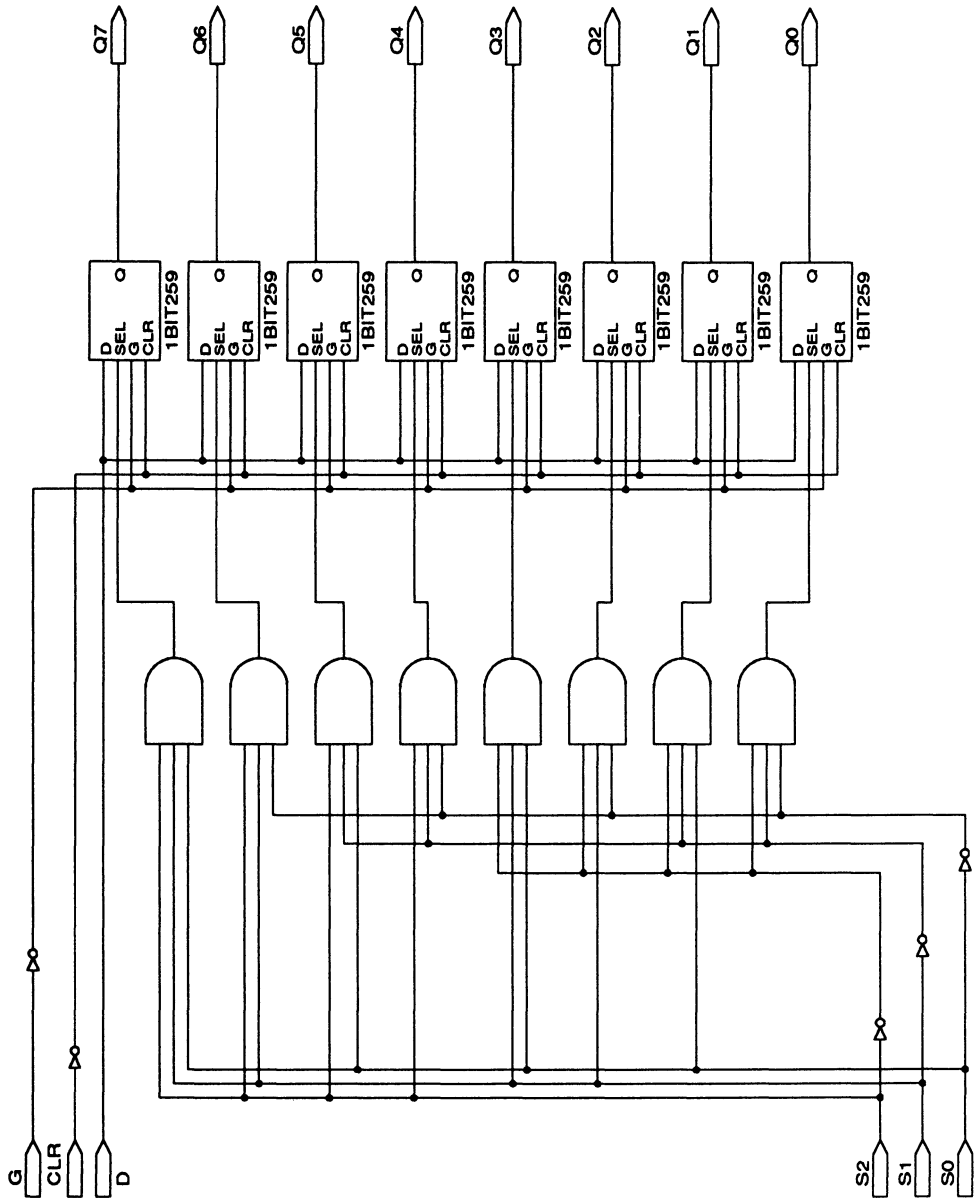 Q7
Q6
Q5
Q4
Q3
Q2
Q1
Q0
D SEL G CLR Q
1BIT259
D SEL G CLR Q
1BIT259
D SEL G CLR Q
1BIT259
D SEL G CLR Q
1BIT259
D SEL G CLR Q
1BIT259
D SEL G CLR Q
1BIT259
D SEL G CLR Q
1BIT259
D SEL G CLR Q
1BIT259
G
CLR
D
S2
S1
S0